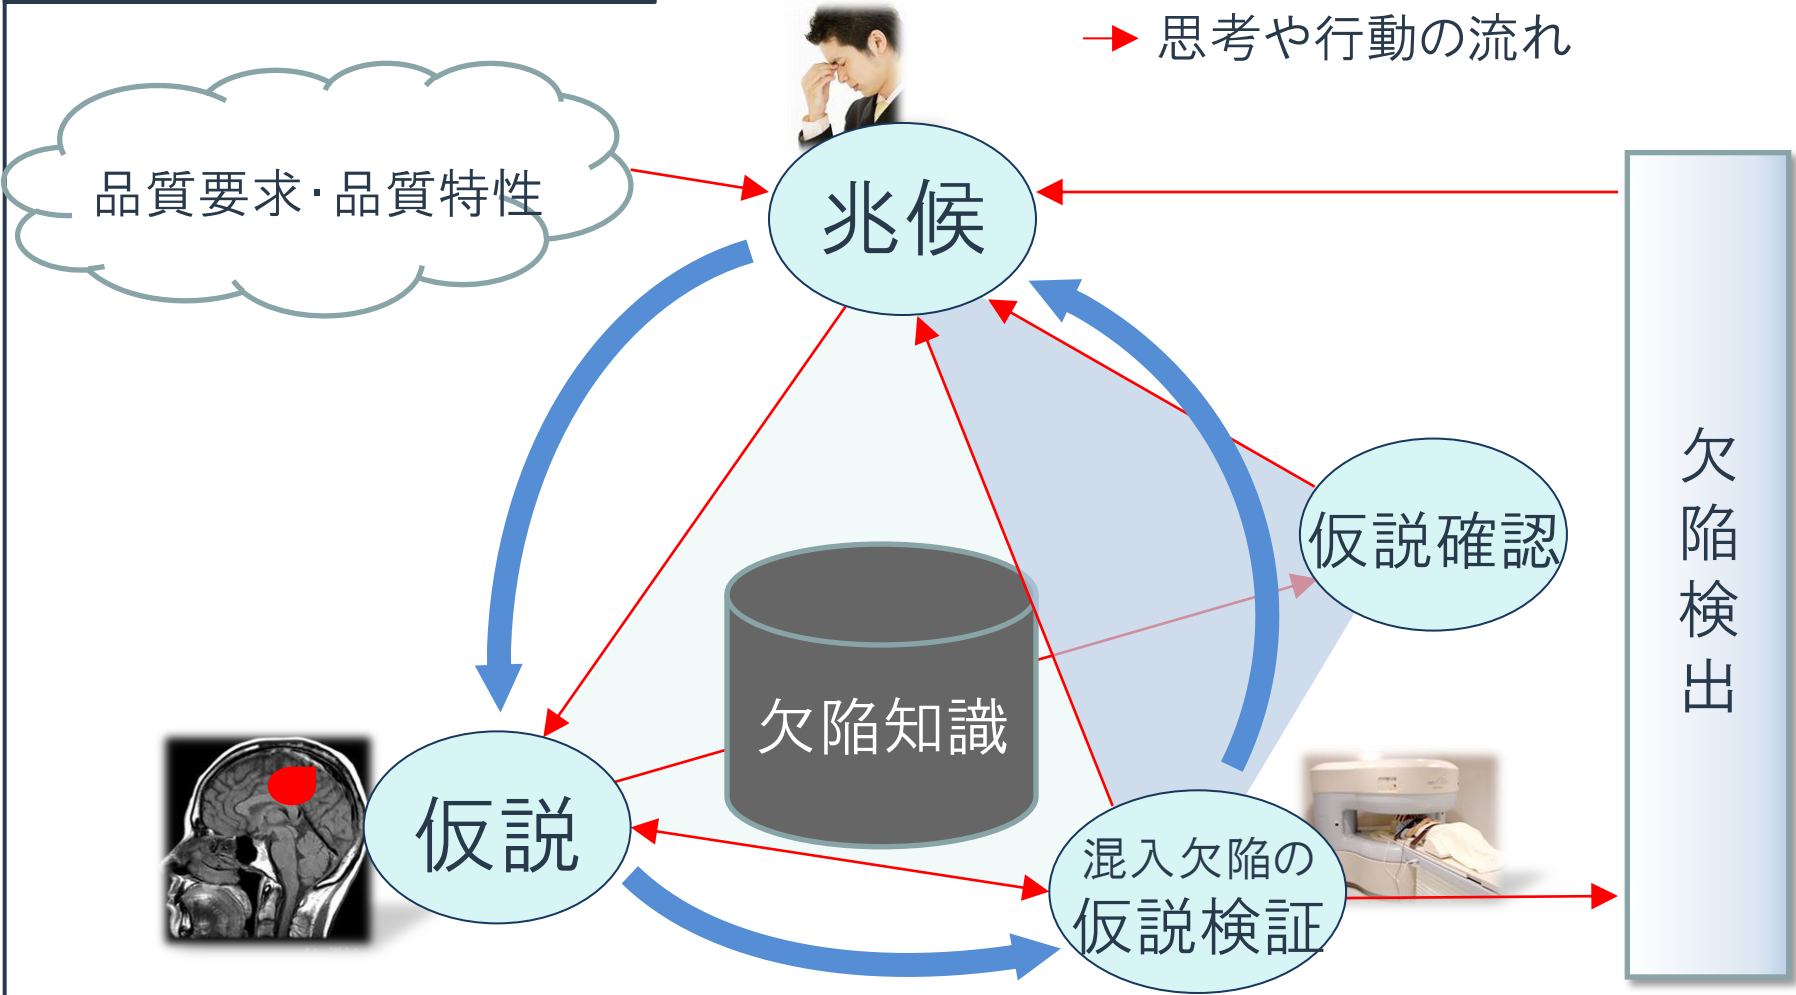 思考や行動の流れ
品質要求・品質特性
兆候
仮説確認
欠陥検出
欠陥知識
仮説
混入欠陥の
仮説検証